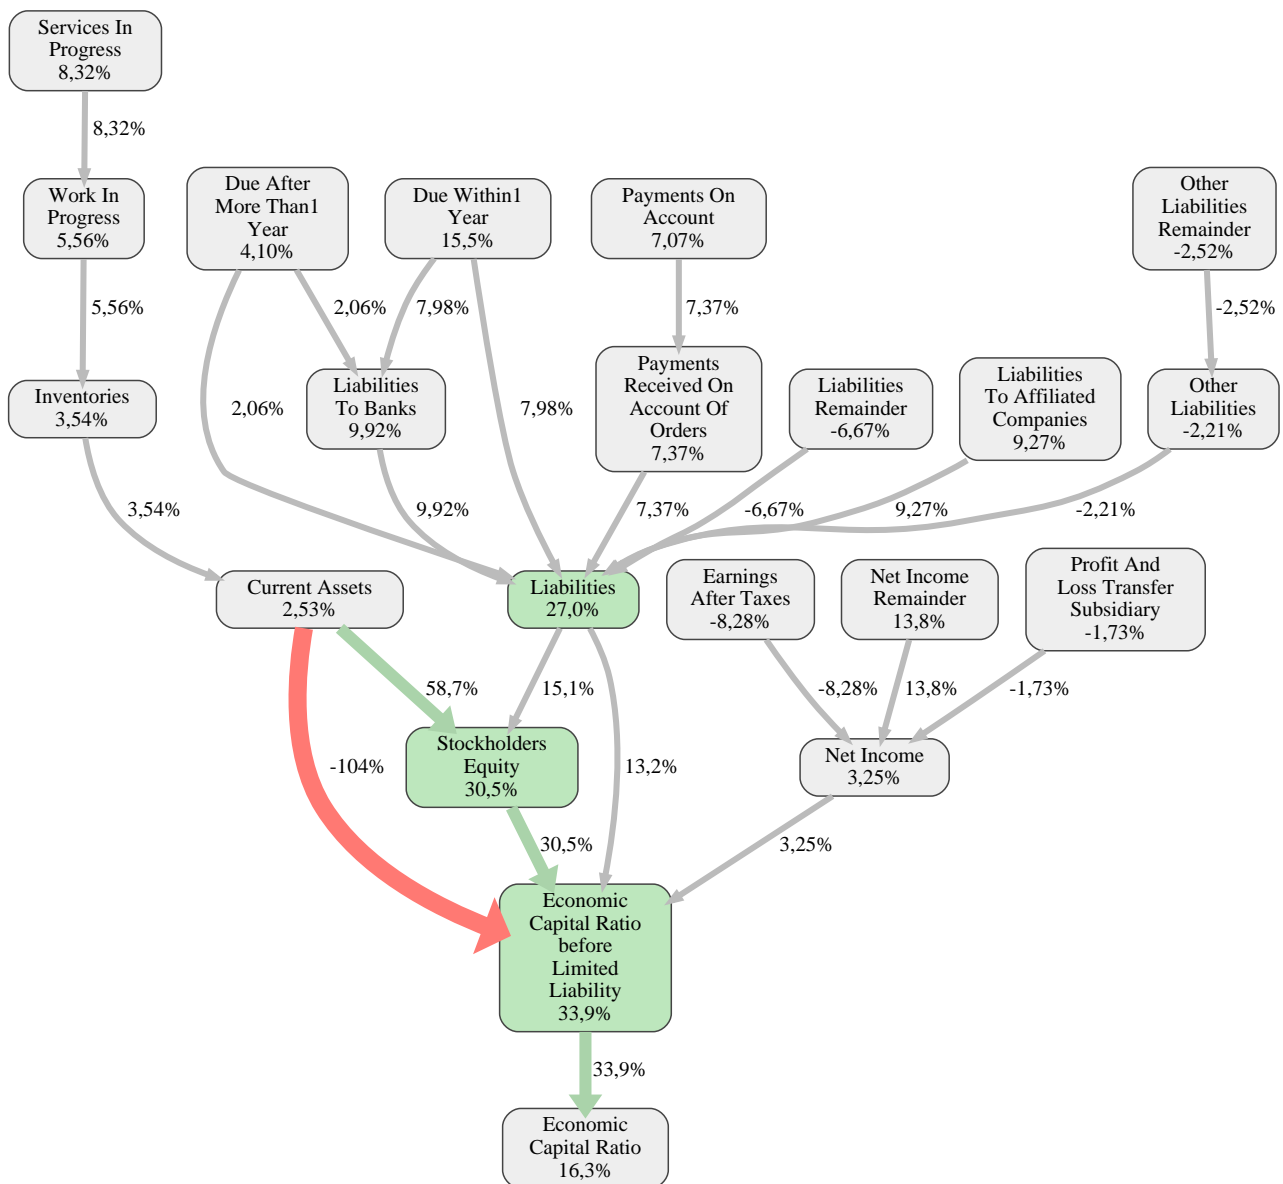 Services In
Progress
8,32%
8,32%
Work In
Progress
5,56%
Due After
More Than1
Year
4,10%
Due Within1
Year
15,5%
Payments On
Account
7,07%
Other
Liabilities
Remainder
-2,52%
5,56%
2,06%
7,98%
7,37%
-2,52%
Inventories
3,54%
2,06%
Liabilities
To Banks
9,92%
7,98%
Payments
Received On
Account Of
Orders
7,37%
Liabilities
Remainder
-6,67%
Liabilities
To Affiliated
Companies
9,27%
Other
Liabilities
-2,21%
3,54%
9,92%
7,37%
-6,67%
9,27%
-2,21%
Current Assets
2,53%
Liabilities
27,0%
Earnings
After Taxes
-8,28%
Net Income
Remainder
13,8%
Profit And
Loss Transfer
Subsidiary
-1,73%
58,7%
15,1%
-8,28%
13,8%
-1,73%
-104%
Stockholders
Equity
30,5%
13,2%
Net Income
3,25%
30,5%
3,25%
Economic
Capital Ratio
before
Limited
Liability
33,9%
33,9%
Economic
Capital Ratio
16,3%